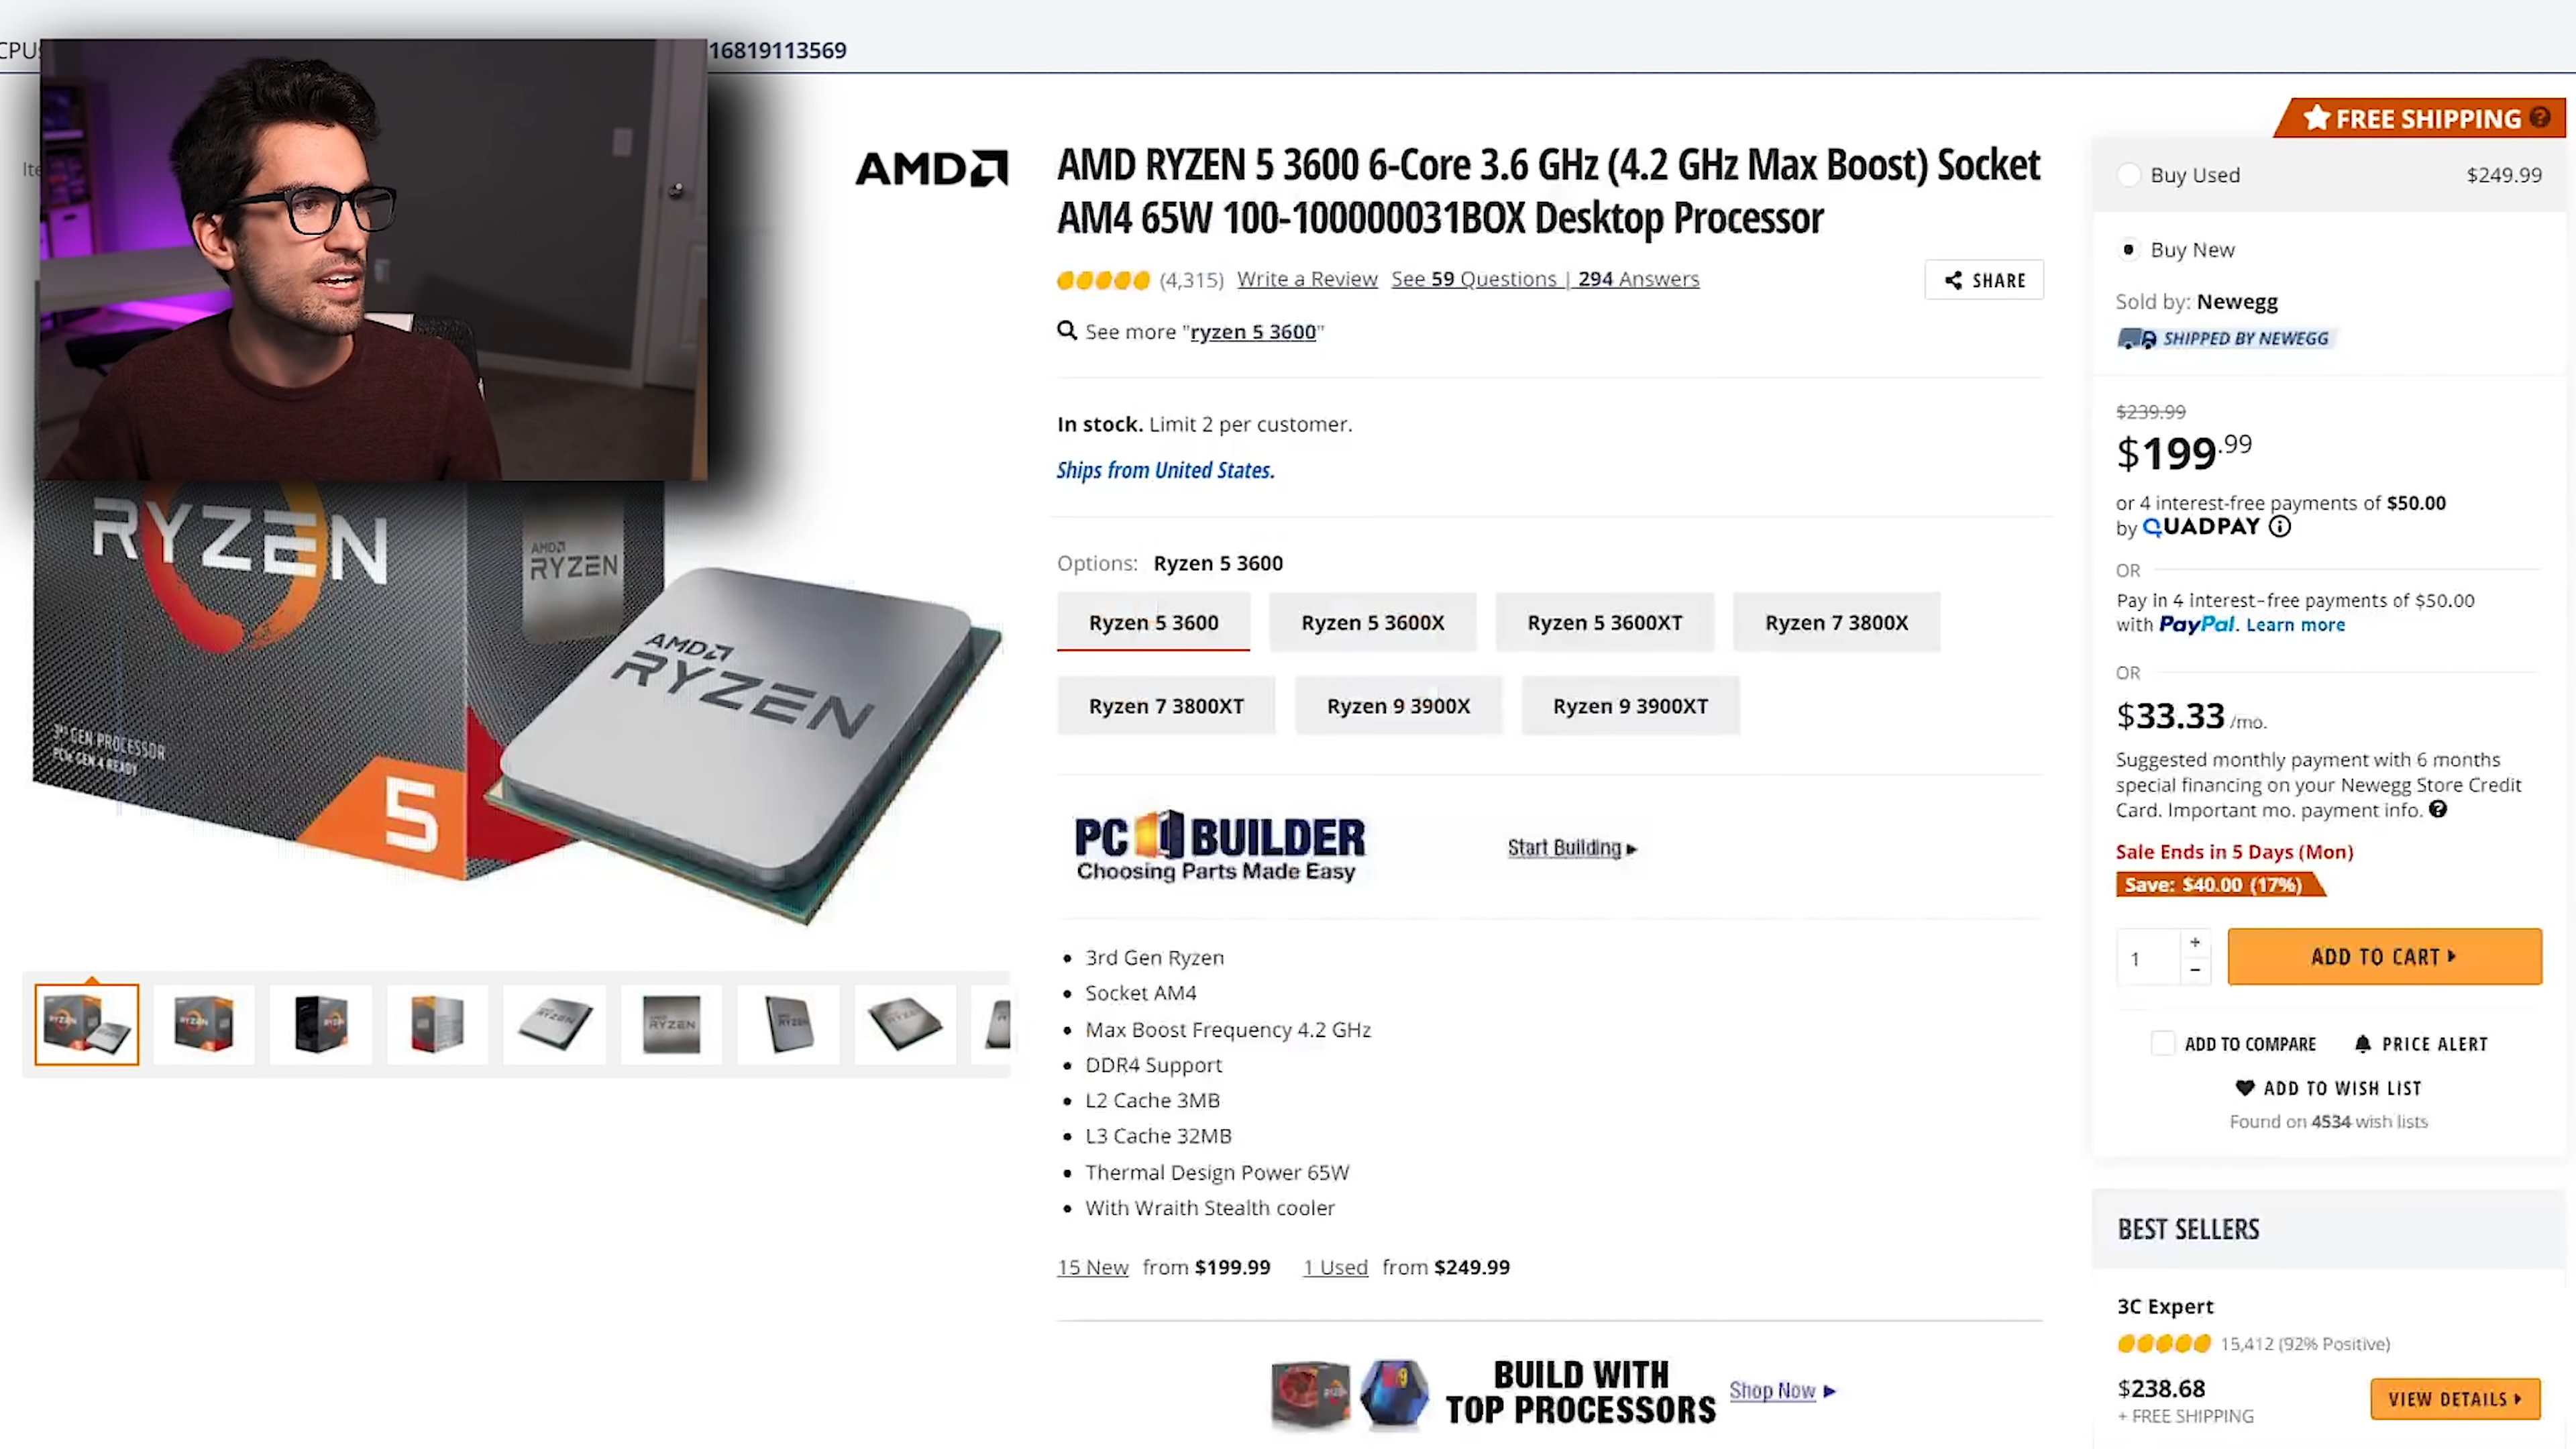 CPUs
16819113569
FREE SHIPPING
AMD
AMD RYZEN 5 3600 6-Core 3.6 GHz (4.2 GHz Max Boost) Socket
AM4 65W 100-100000031BOX Desktop Processor
(4,315) Write a Review See 59 Questions | 294 Answers
SHARE
See more "ryzen 5 3600"
In stock. Limit 2 per customer.
Ships from United States.
Options: Ryzen 5 3600
Ryzen 5 3600 Ryzen 5 3600X Ryzen 5 3600XT Ryzen 7 3800X
Ryzen 7 3800XT Ryzen 9 3900X Ryzen 9 3900XT
PC BUILDER
Choosing Parts Made Easy
Start Building
3rd Gen Ryzen
Socket AM4
Max Boost Frequency 4.2 GHz
DDR4 Support
L2 Cache 3MB
L3 Cache 32MB
Thermal Design Power 65W
With Wraith Stealth cooler
15 New from $199.99 1 Used from $249.99
BUILD WITH
TOP PROCESSORS
Shop Now
RYZEN
AMD
RYZEN
3rd GEN PROCESSOR
PCIe GEN 4 READY
5
AMD
RYZEN
Buy Used $249.99
Buy New
Sold by: Newegg
SHIPPED BY NEWEGG
$239.99
$199.99
or 4 interest-free payments of $50.00
by QUADPAY
OR
Pay in 4 interest-free payments of $50.00
with PayPal. Learn more
OR
$33.33 /mo.
Suggested monthly payment with 6 months
special financing on your Newegg Store Credit
Card. Important mo. payment info.
Sale Ends in 5 Days (Mon)
Save: $40.00 (17%)
1 + −
ADD TO CART
ADD TO COMPARE PRICE ALERT
ADD TO WISH LIST
Found on 4534 wish lists
BEST SELLERS
3C Expert
15,412 (92% Positive)
$238.68
+ FREE SHIPPING
VIEW DETAILS